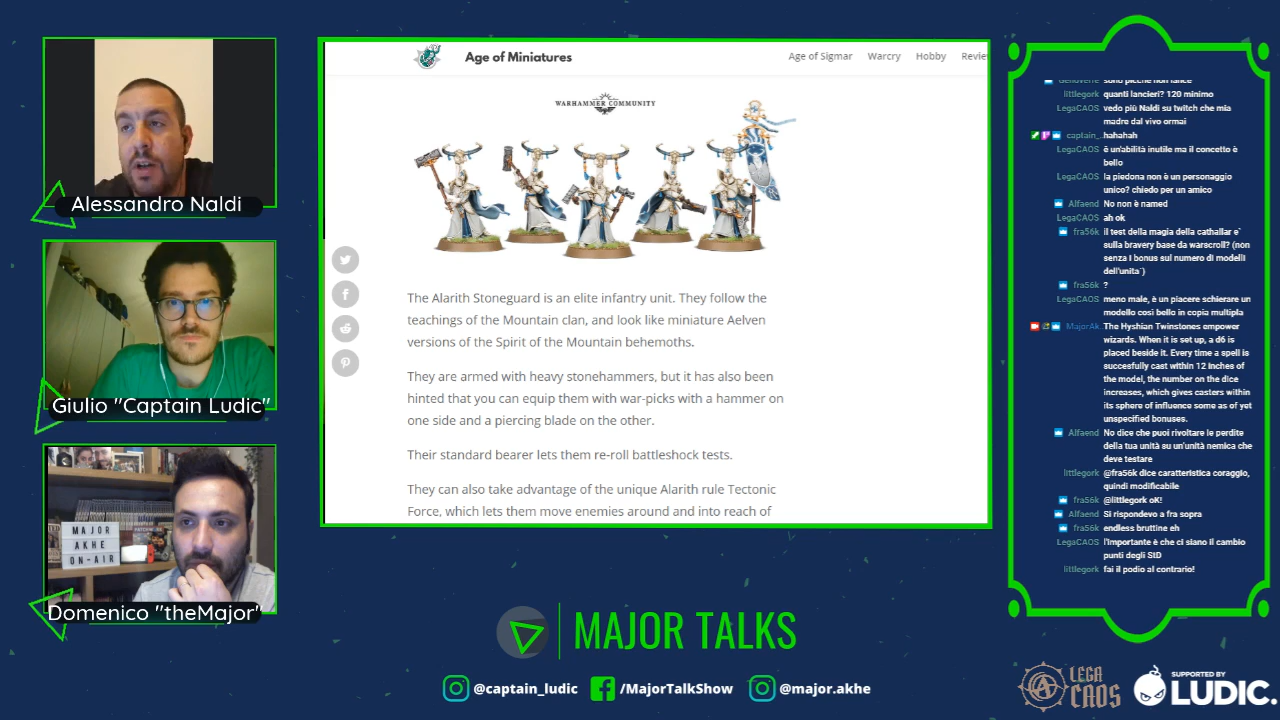 Alessandro Naldi
Giulio "Captain Ludic"
MAJOR
AKHE
ON-AIR
Domenico "theMajor"
Age of Miniatures
Age of Sigmar
Warcry
Hobby
WARHAMMER COMMUNITY
The Alarith Stoneguard is an elite infantry unit. They follow the
teachings of the Mountain clan, and look like miniature Aelven
versions of the Spirit of the Mountain behemoths.
They are armed with heavy stonehammers, but it has also been
hinted that you can equip them with war-picks with a hammer on
one side and a piercing blade on the other.
Their standard bearer lets them re-roll battleshock tests.
They can also take advantage of the unique Alarith rule Tectonic
Force, which lets them move enemies around and into reach of
MAJOR TALKS
@captain_ludic
/MajorTalkShow
@major.akhe
sono picche non lance
littlegork quanti lancieri? 120 minimo
LegaCAOS vedo più Naldi su twitch che mia
madre dal vivo ormai
captain_.. hahahah
LegaCAOS è un'abilità inutile ma il concetto è
bello
LegaCAOS la piedona non è un personaggio
unico? chiedo per un amico
Alfaend No non è named
LegaCAOS ah ok
fra56k il test della magia della cathallar e`
sulla bravery base da warscroll? (non
senza I bonus sul numero di modelli
dell'unita`)
fra56k ?
LegaCAOS meno male, è un piacere schierare un
modello così bello in copia multipla
MajorAk.. The Hyshian Twinstones empower
wizards. When it is set up, a d6 is
placed beside it. Every time a spell is
succesfully cast within 12 inches of
the model, the number on the dice
increases, which gives casters within
its sphere of influence some as of yet
unspecified bonuses.
Alfaend No dice che puoi rivoltare le perdite
della tua unità su un'unità nemica che
deve testare
littlegork @fra56k dice caratteristica coraggio,
quindi modificabile
fra56k @littlegork oK!
Alfaend Si rispondevo a fra sopra
fra56k endless bruttine eh
LegaCAOS l'importante è che ci siano il cambio
punti degli StD
littlegork fai il podio al contrario!
LEGA
CAOS
SUPPORTED BY
LUDIC.